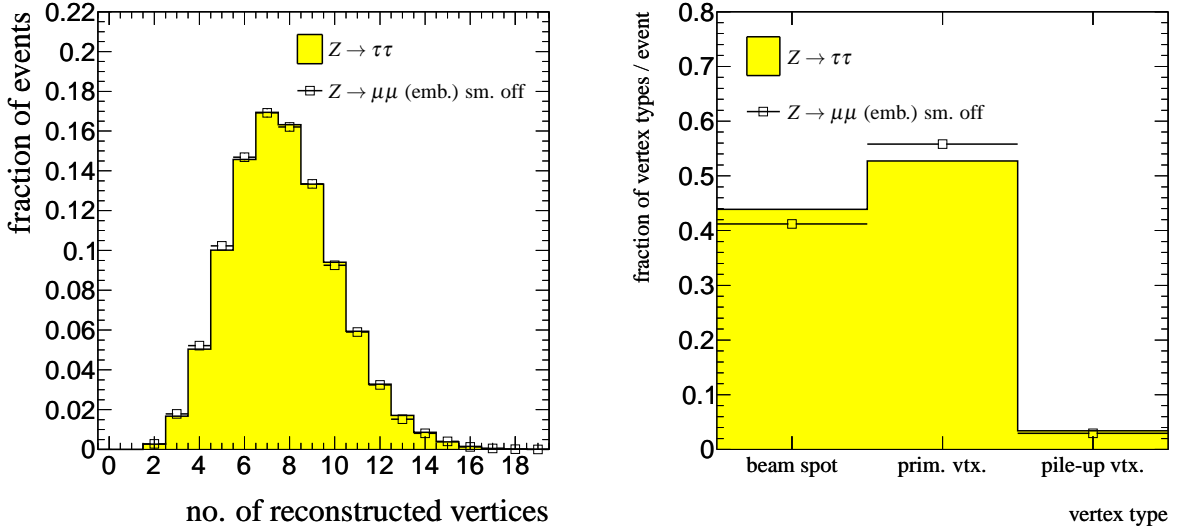 fraction of events
0.22
0.2
0.18
0.16
0.14
0.12
0.1
0.08
0.06
0.04
0.02
0
Z → ττ
Z → μμ (emb.) sm. off
0 2 4 6 8 10 12 14 16 18
no. of reconstructed vertices
fraction of vertex types / event
0.8
0.7
0.6
0.5
0.4
0.3
0.2
0.1
0
Z → ττ
Z → μμ (emb.) sm. off
beam spot prim. vtx. pile-up vtx.
vertex type